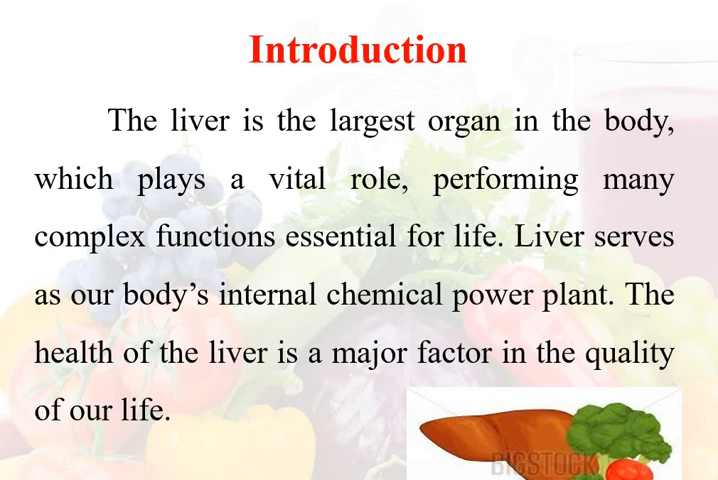 Introduction
The liver is the largest organ in the body,
which plays a vital role, performing many
complex functions essential for life. Liver serves
as our body’s internal chemical power plant. The
health of the liver is a major factor in the quality
of our life.
BIGSTOCK